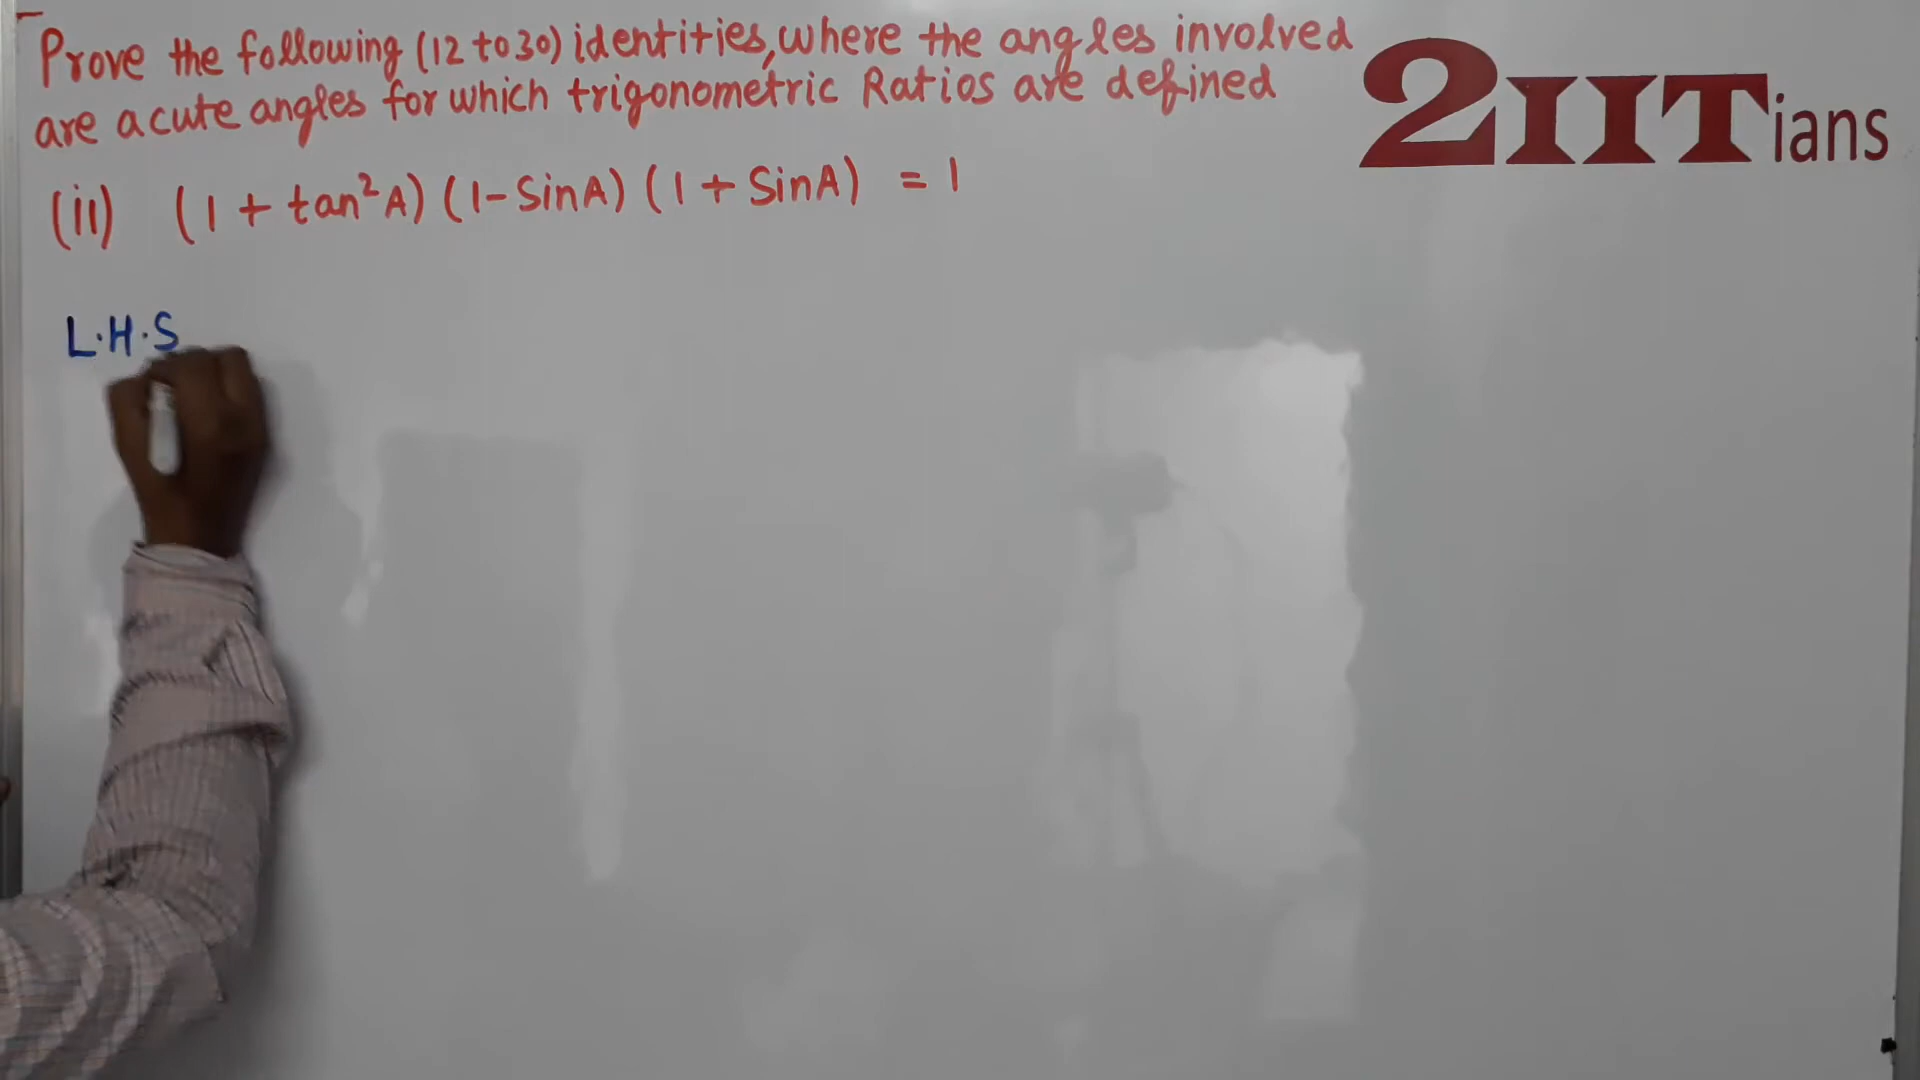 Prove the following (12 to 30) identities, where the angles involved
are acute angles for which trigonometric Ratios are defined
2IITians
(ii) (1 + tan²A) (1 - SinA) (1 + SinA) = 1
L.H.S